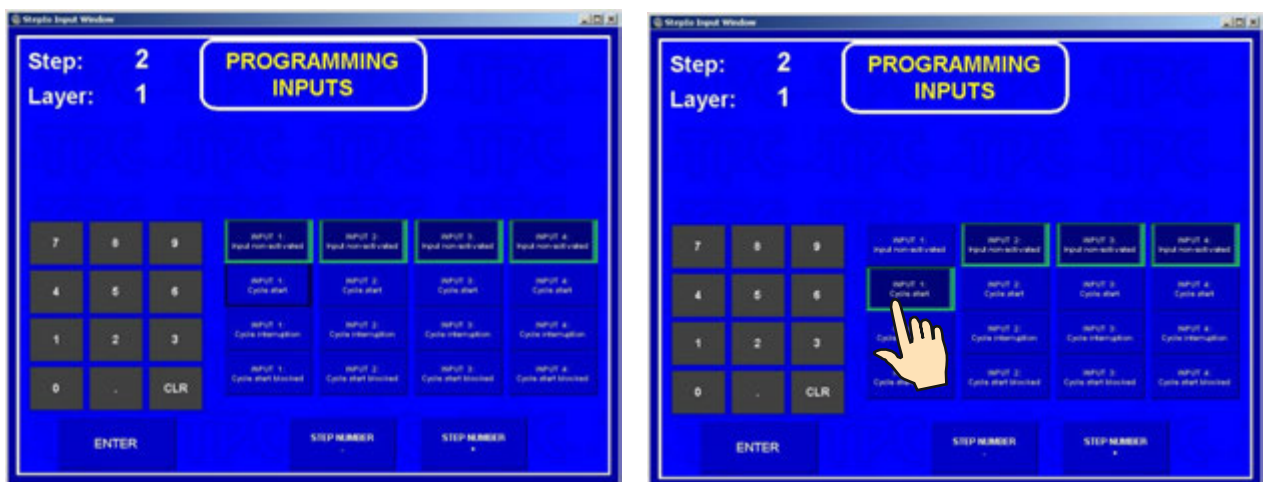 Stepto Input Window
Step: 2
Layer: 1
PROGRAMMING
INPUTS
7 8 9
4 5 6
1 2 3
0 . CLR
INPUT 1: INPUT 2: INPUT 3: INPUT 4:
Input non-activated Input non-activated Input non-activated Input non-activated
INPUT 1: INPUT 2: INPUT 3: INPUT 4:
Cycle start Cycle start Cycle start Cycle start
INPUT 1: INPUT 2: INPUT 3: INPUT 4:
Cycle interruption Cycle interruption Cycle interruption Cycle interruption
INPUT 1: INPUT 2: INPUT 3: INPUT 4:
Cycle start blocked Cycle start blocked Cycle start blocked Cycle start blocked
ENTER
STEP NUMBER
-
STEP NUMBER
+
Stepto Input Window
Step: 2
Layer: 1
PROGRAMMING
INPUTS
7 8 9
4 5 6
1 2 3
0 . CLR
INPUT 1: INPUT 2: INPUT 3: INPUT 4:
Input non-activated Input non-activated Input non-activated Input non-activated
INPUT 1: INPUT 2: INPUT 3: INPUT 4:
Cycle start Cycle start Cycle start Cycle start
INPUT 2: INPUT 3: INPUT 4:
Cycle interruption Cycle interruption Cycle interruption
INPUT 2: INPUT 3: INPUT 4:
Cycle start blocked Cycle start blocked Cycle start blocked
ENTER
STEP NUMBER
-
STEP NUMBER
+